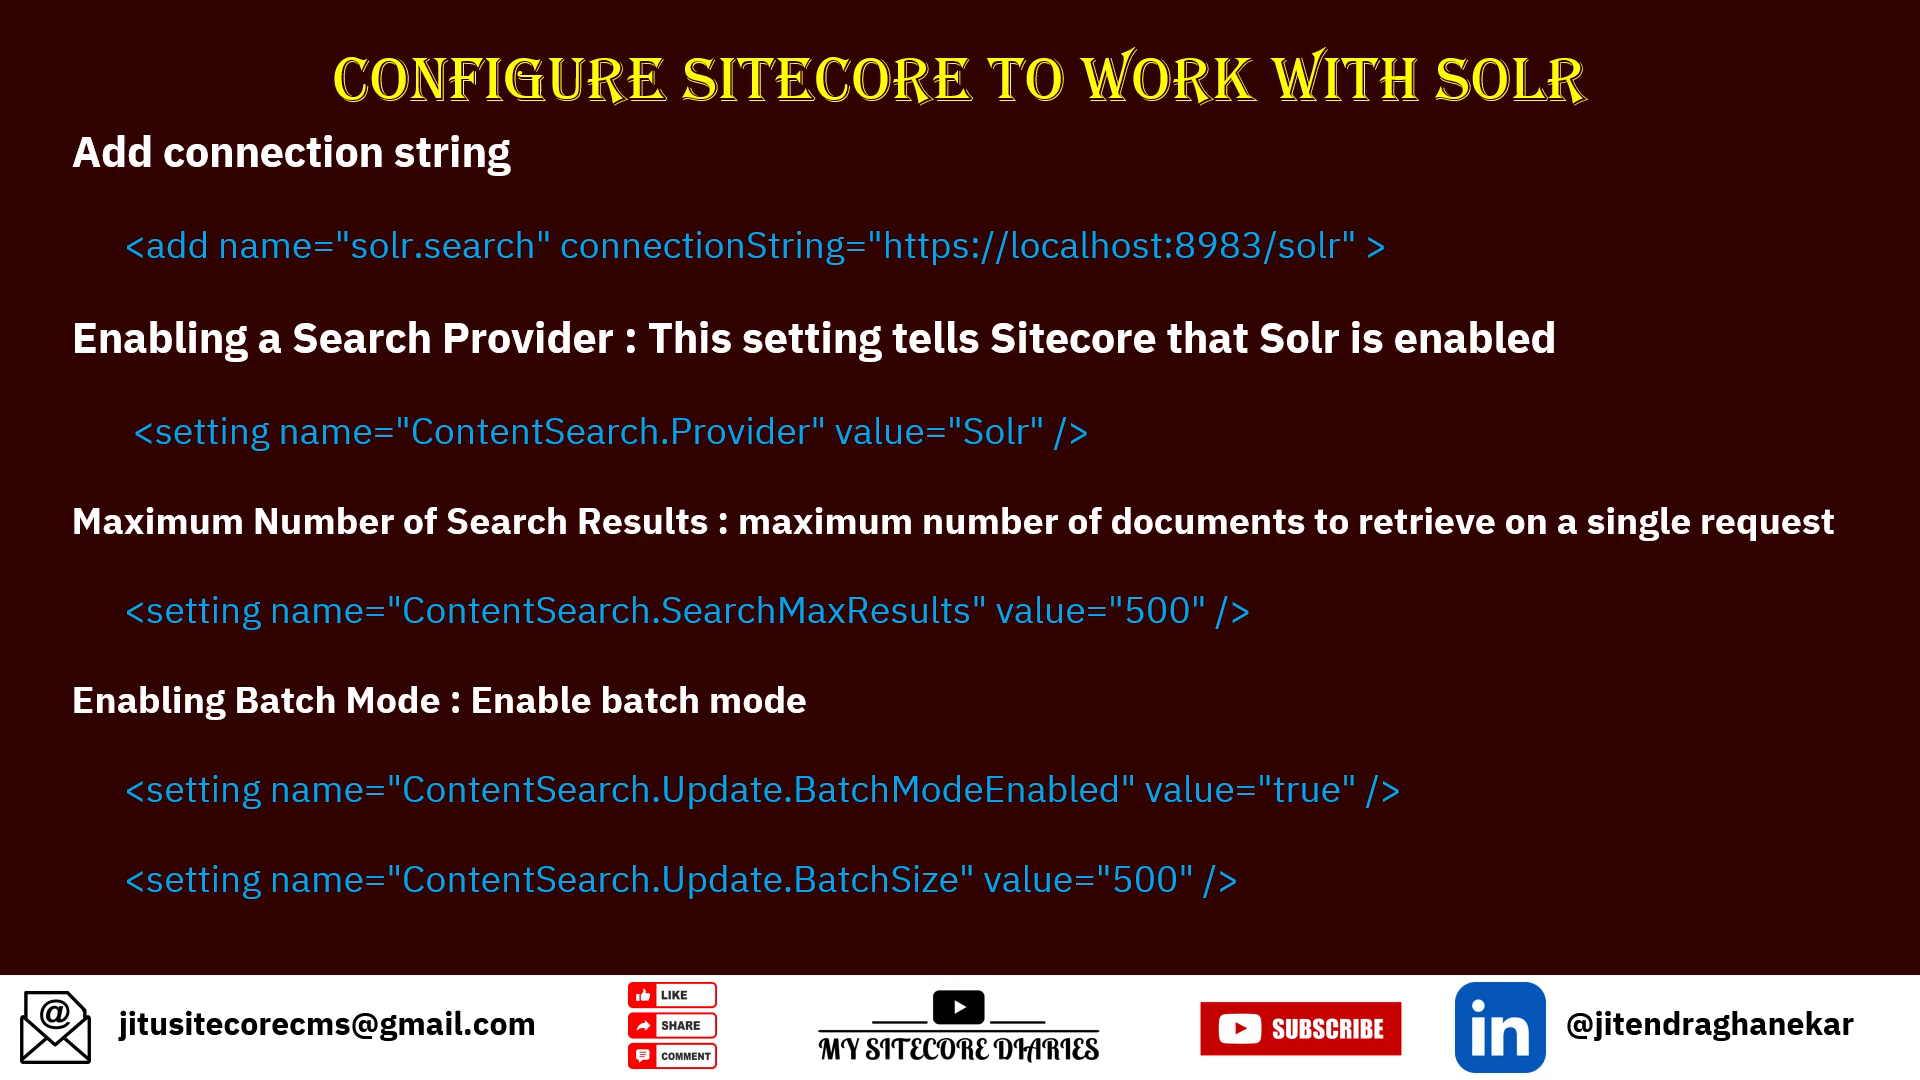 CONFIGURE SITECORE TO WORK WITH SOLR
Add connection string
<add name="solr.search" connectionString="https://localhost:8983/solr" >
Enabling a Search Provider : This setting tells Sitecore that Solr is enabled
<setting name="ContentSearch.Provider" value="Solr" />
Maximum Number of Search Results : maximum number of documents to retrieve on a single request
<setting name="ContentSearch.SearchMaxResults" value="500" />
Enabling Batch Mode : Enable batch mode
<setting name="ContentSearch.Update.BatchModeEnabled" value="true" />
<setting name="ContentSearch.Update.BatchSize" value="500" />
@
jitusitecorecms@gmail.com
LIKE
SHARE
COMMENT
MY SITECORE DIARIES
SUBSCRIBE
in
@jitendraghanekar